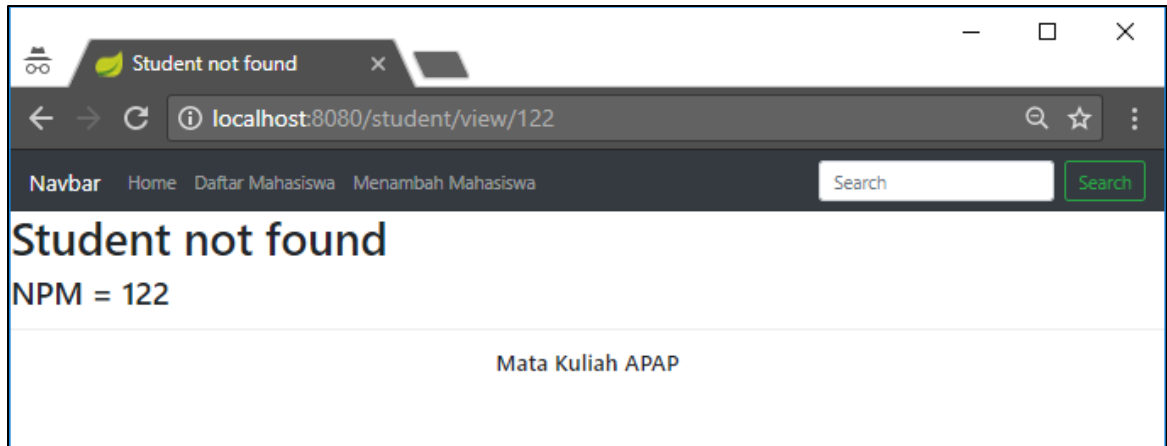 Student not found
localhost:8080/student/view/122
Navbar Home Daftar Mahasiswa Menambah Mahasiswa Search Search
Student not found
NPM = 122
Mata Kuliah APAP